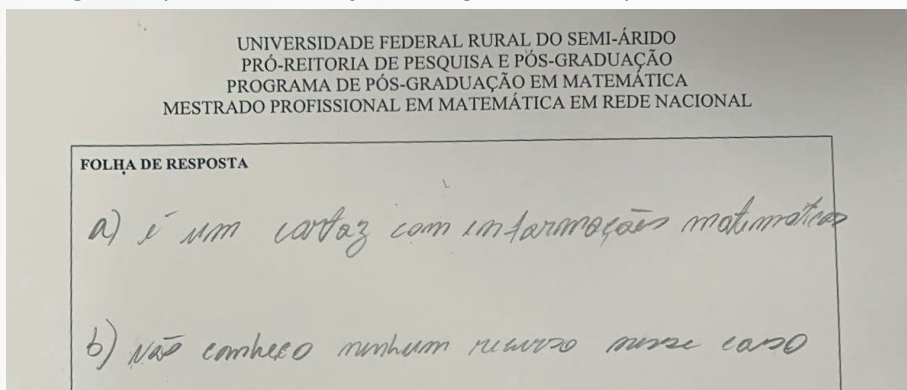 UNIVERSIDADE FEDERAL RURAL DO SEMI-ÁRIDO
PRÓ-REITORIA DE PESQUISA E PÓS-GRADUAÇÃO
PROGRAMA DE PÓS-GRADUAÇÃO EM MATEMÁTICA
MESTRADO PROFISSIONAL EM MATEMÁTICA EM REDE NACIONAL
FOLHA DE RESPOSTA
a) é um cartaz com informações matemáticas
b) Não conheço nenhum recurso nesse caso